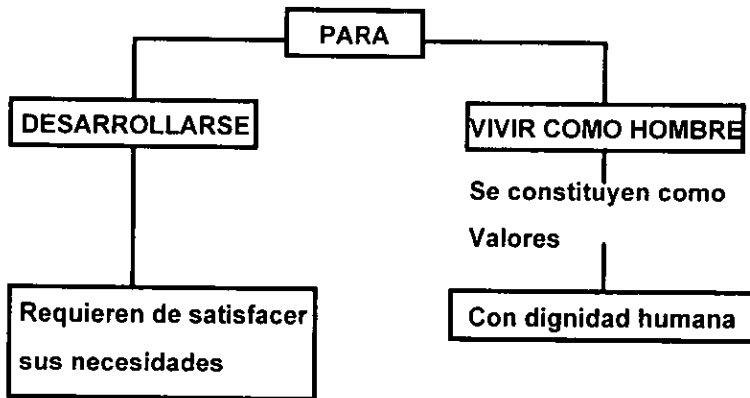 PARA
DESARROLLARSE
VIVIR COMO HOMBRE
Se constituyen como
Valores
Requieren de satisfacer
sus necesidades
Con dignidad humana